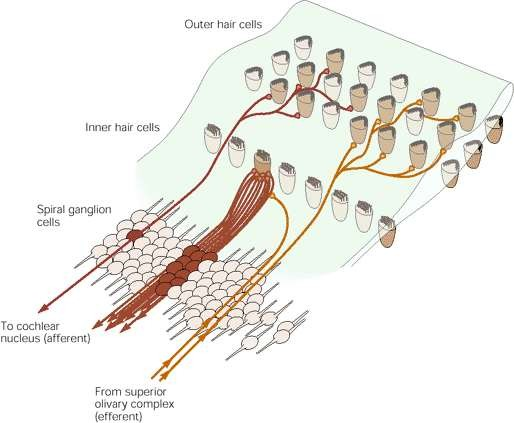 Outer hair cells
Inner hair cells
Spiral ganglion
cells
To cochlear
nucleus (afferent)
From superior
olivary complex
(efferent)